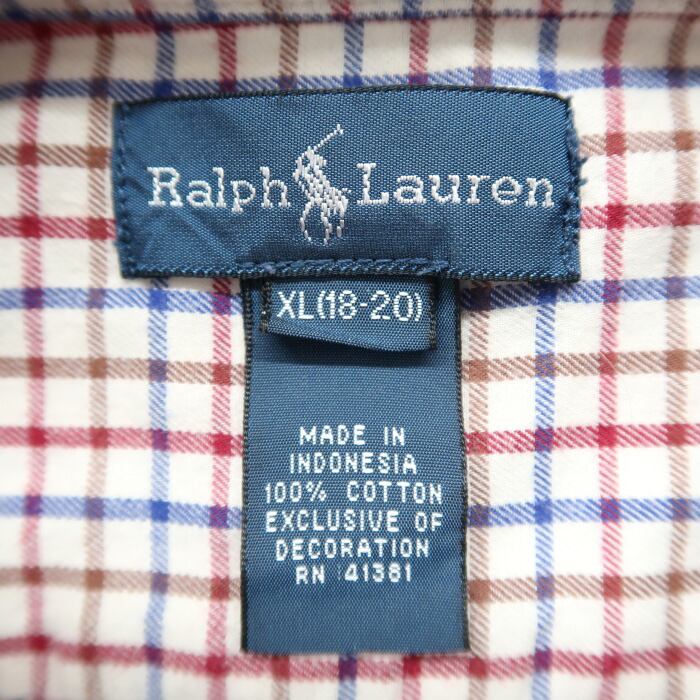 Ralph Lauren
XL(18-20)
MADE IN
INDONESIA
100% COTTON
EXCLUSIVE OF
DECORATION
RN 41381